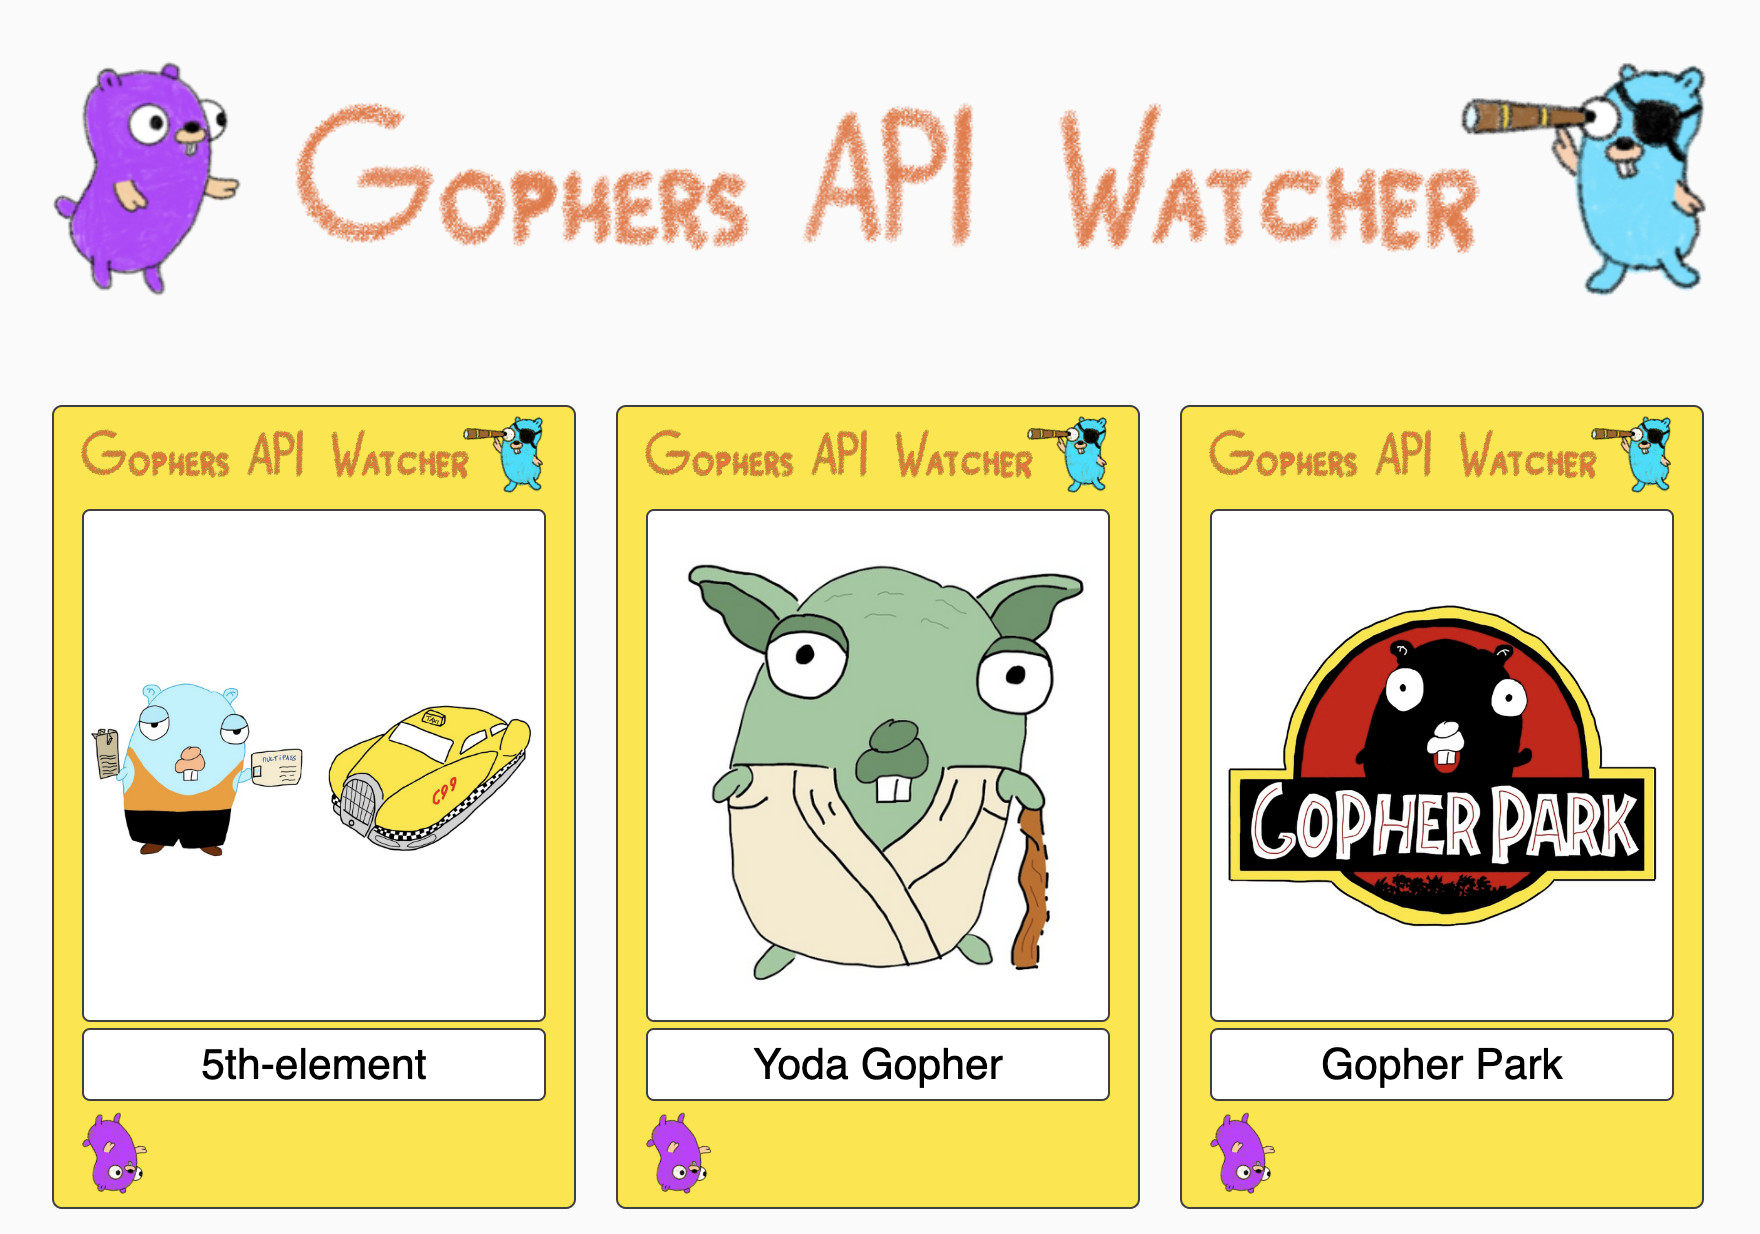 Gophers API Watcher
Gophers API Watcher
Gophers API Watcher
Gophers API Watcher
MULTIPASS
TAXI
C99
GOPHER PARK
5th-element
Yoda Gopher
Gopher Park